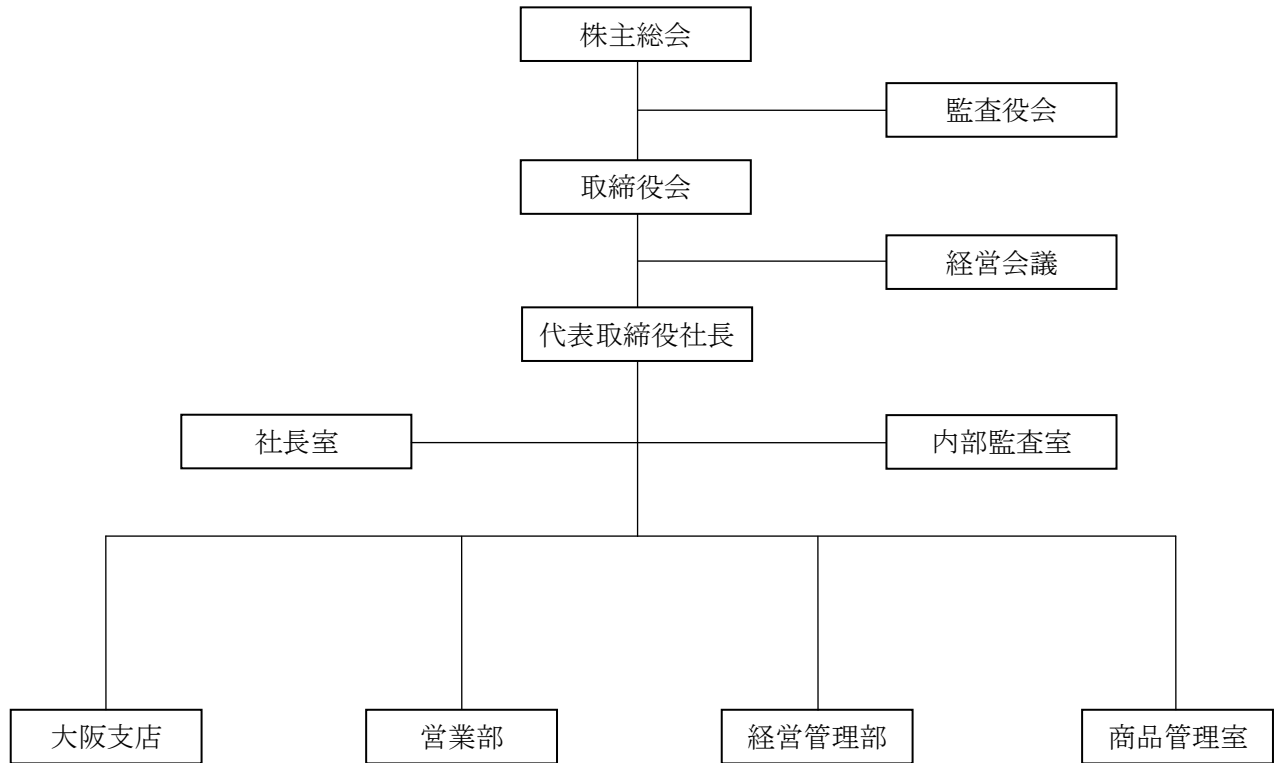 株主総会
監査役会
取締役会
経営会議
代表取締役社長
社長室
内部監査室
大阪支店
営業部
経営管理部
商品管理室